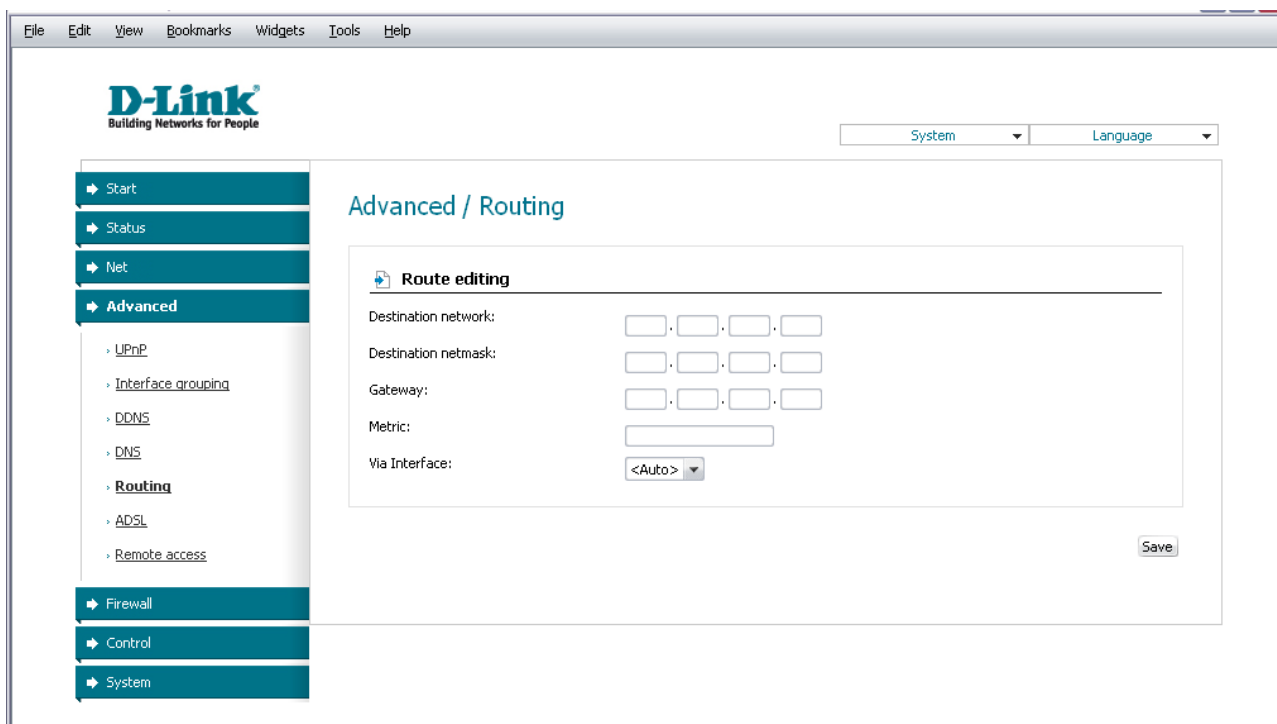 File Edit View Bookmarks Widgets Tools Help
D-Link®
Building Networks for People
System Language
Start
Status
Net
Advanced
UPnP
Interface grouping
DDNS
DNS
Routing
ADSL
Remote access
Firewall
Control
System
Advanced / Routing
Route editing
Destination network: . . .
Destination netmask: . . .
Gateway: . . .
Metric:
Via Interface: <Auto>
Save